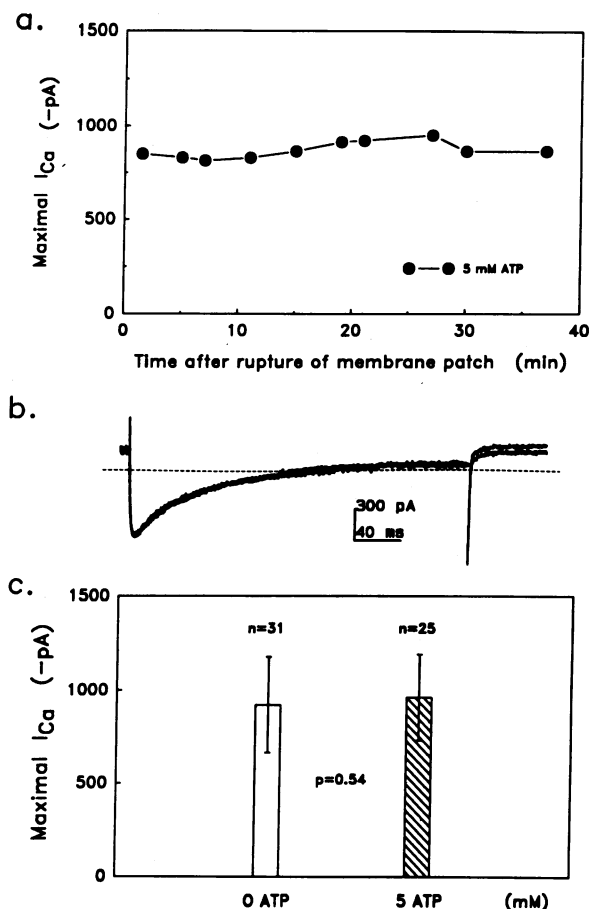 a.
1500
1000
500
0
Maximal ICa (−pA)
5 mM ATP
0 10 20 30 40
Time after rupture of membrane patch (min)
b.
300 pA
40 ms
c.
1500
1000
500
0
Maximal ICa (−pA)
n=31 n=25
p=0.54
0 ATP 5 ATP (mM)